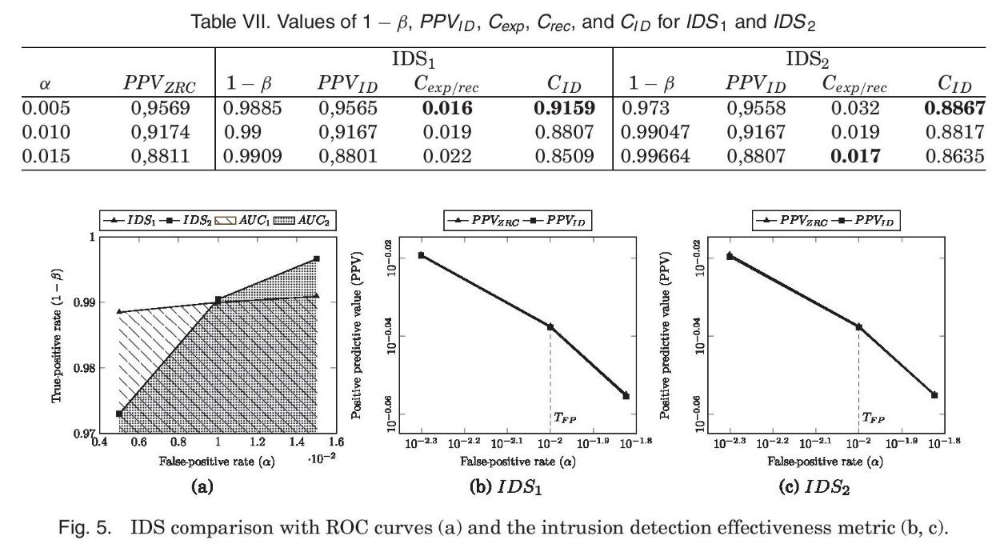 Table VII. Values of 1 − β, PPV_ID, C_exp, C_rec, and C_ID for IDS_1 and IDS_2
IDS_1 IDS_2
α PPV_ZRC 1 − β PPV_ID C_exp/rec C_ID 1 − β PPV_ID C_exp/rec C_ID
0.005 0,9569 0.9885 0,9565 0.016 0.9159 0.973 0,9558 0.032 0.8867
0.010 0,9174 0.99 0,9167 0.019 0.8807 0.99047 0,9167 0.019 0.8817
0.015 0,8811 0.9909 0,8801 0.022 0.8509 0.99664 0,8807 0.017 0.8635
IDS_1 IDS_2 AUC_1 AUC_2
True-positive rate (1 − β)
1
0.99
0.98
0.97
0.4 0.6 0.8 1 1.2 1.4 1.6
·10^−2
False-positive rate (α)
(a)
PPV_ZRC PPV_ID
Positive predictive value (PPV)
10^−0.02
10^−0.04
10^−0.06
T_FP
10^−2.3 10^−2.2 10^−2.1 10^−2 10^−1.9 10^−1.8
False-positive rate (α)
(b) IDS_1
PPV_ZRC PPV_ID
Positive predictive value (PPV)
10^−0.02
10^−0.04
10^−0.06
T_FP
10^−2.3 10^−2.2 10^−2.1 10^−2 10^−1.9 10^−1.8
False-positive rate (α)
(c) IDS_2
Fig. 5. IDS comparison with ROC curves (a) and the intrusion detection effectiveness metric (b, c).